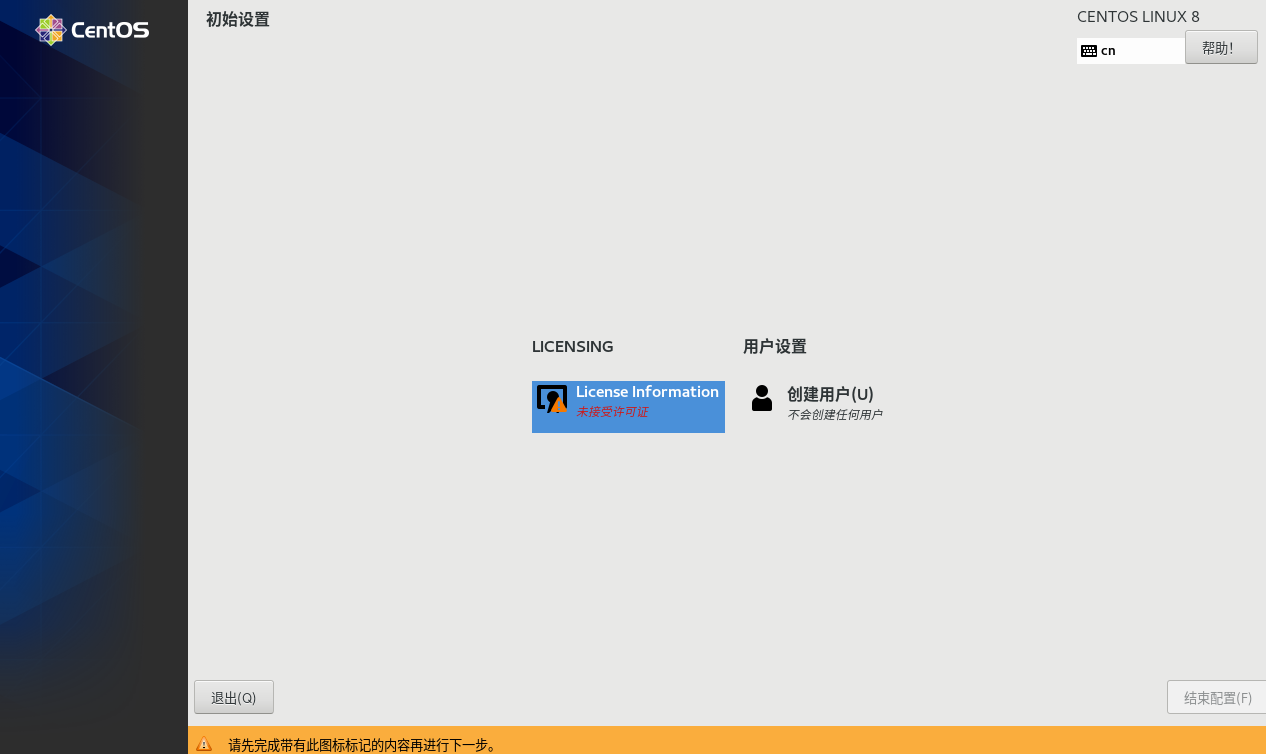 CentOS
初始设置
CENTOS LINUX 8
cn
帮助!
LICENSING
用户设置
License Information
未接受许可证
创建用户(U)
不会创建任何用户
退出(Q)
结束配置(F)
请先完成带有此图标标记的内容再进行下一步。